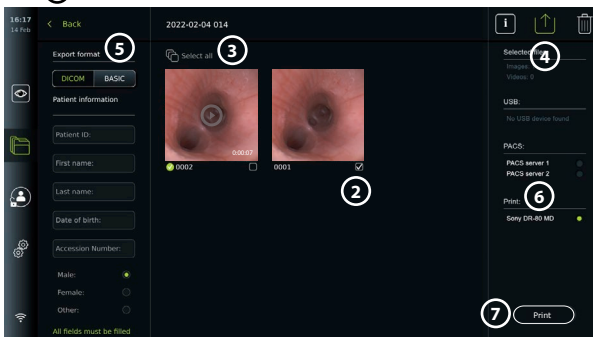 16:17
14 Feb
Back
2022-02-04 014
i
Export format
5
DICOM
BASIC
Patient information
Patient ID:
First name:
Last name:
Date of birth:
Accession Number:
Male:
Female:
Other:
All fields must be filled
Select all
3
0:00:07
0002
0001
2
Selected files
4
Images:
Videos: 0
USB:
No USB device found
PACS:
PACS server 1
PACS server 2
Print:
6
Sony DR-80 MD
7
Print